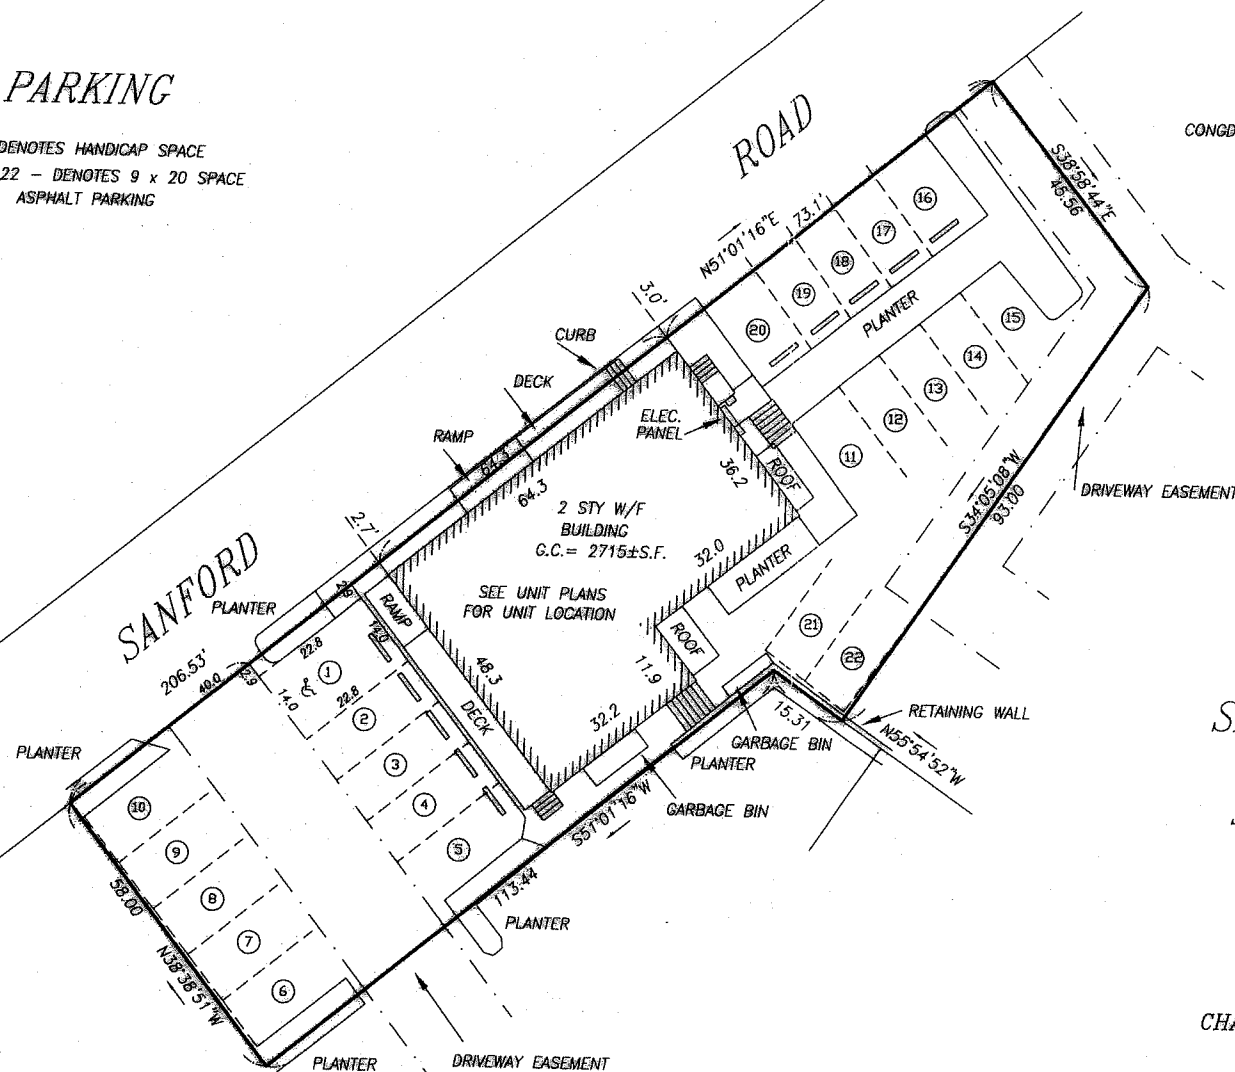 PARKING
DENOTES HANDICAP SPACE
22 - DENOTES 9 x 20 SPACE
ASPHALT PARKING
ROAD
CONGD
S38°58'44"E
45.56
N51°01'16"E
73.1'
16
17
18
19
20
3.0'
PLANTER
15
14
13
12
11
CURB
DECK
RAMP
ELEC.
PANEL
64.3
64.3
36.2
ROOF
2 STY W/F
BUILDING
G.C.= 2715±S.F.
SEE UNIT PLANS
FOR UNIT LOCATION
32.0
PLANTER
S34°05'08"W
93.00
DRIVEWAY EASEMENT
2.7'
SANFORD
PLANTER
RAMP
14.0
22.8
1
206.53'
40.0
14.0
22.8
2
3
4
5
48.3
DECK
ROOF
11.9
32.2
21
22
15.31
RETAINING WALL
N55°54'52"W
GARBAGE BIN
PLANTER
GARBAGE BIN
S51°01'16"W
113.44
PLANTER
PLANTER
10
9
8
7
6
58.00
N38°38'51"W
PLANTER
DRIVEWAY EASEMENT
CHA